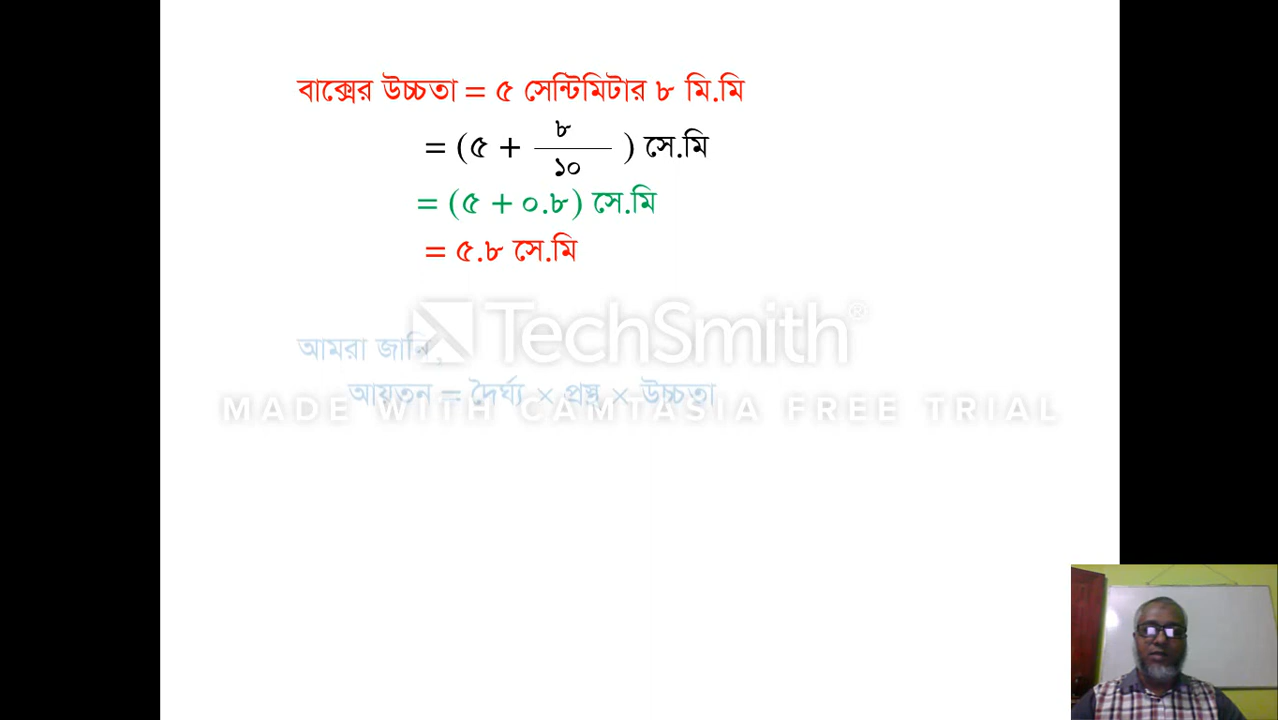 বাক্সের উচ্চতা = ৫ সেন্টিমিটার ৮ মি.মি
= (৫ + ৮/১০ ) সে.মি
= (৫ + ০.৮) সে.মি
= ৫.৮ সে.মি
আমরা জানি,
আয়তন = দৈর্ঘ্য × প্রস্থ × উচ্চতা
TechSmith®
MADE WITH CAMTASIA FREE TRIAL